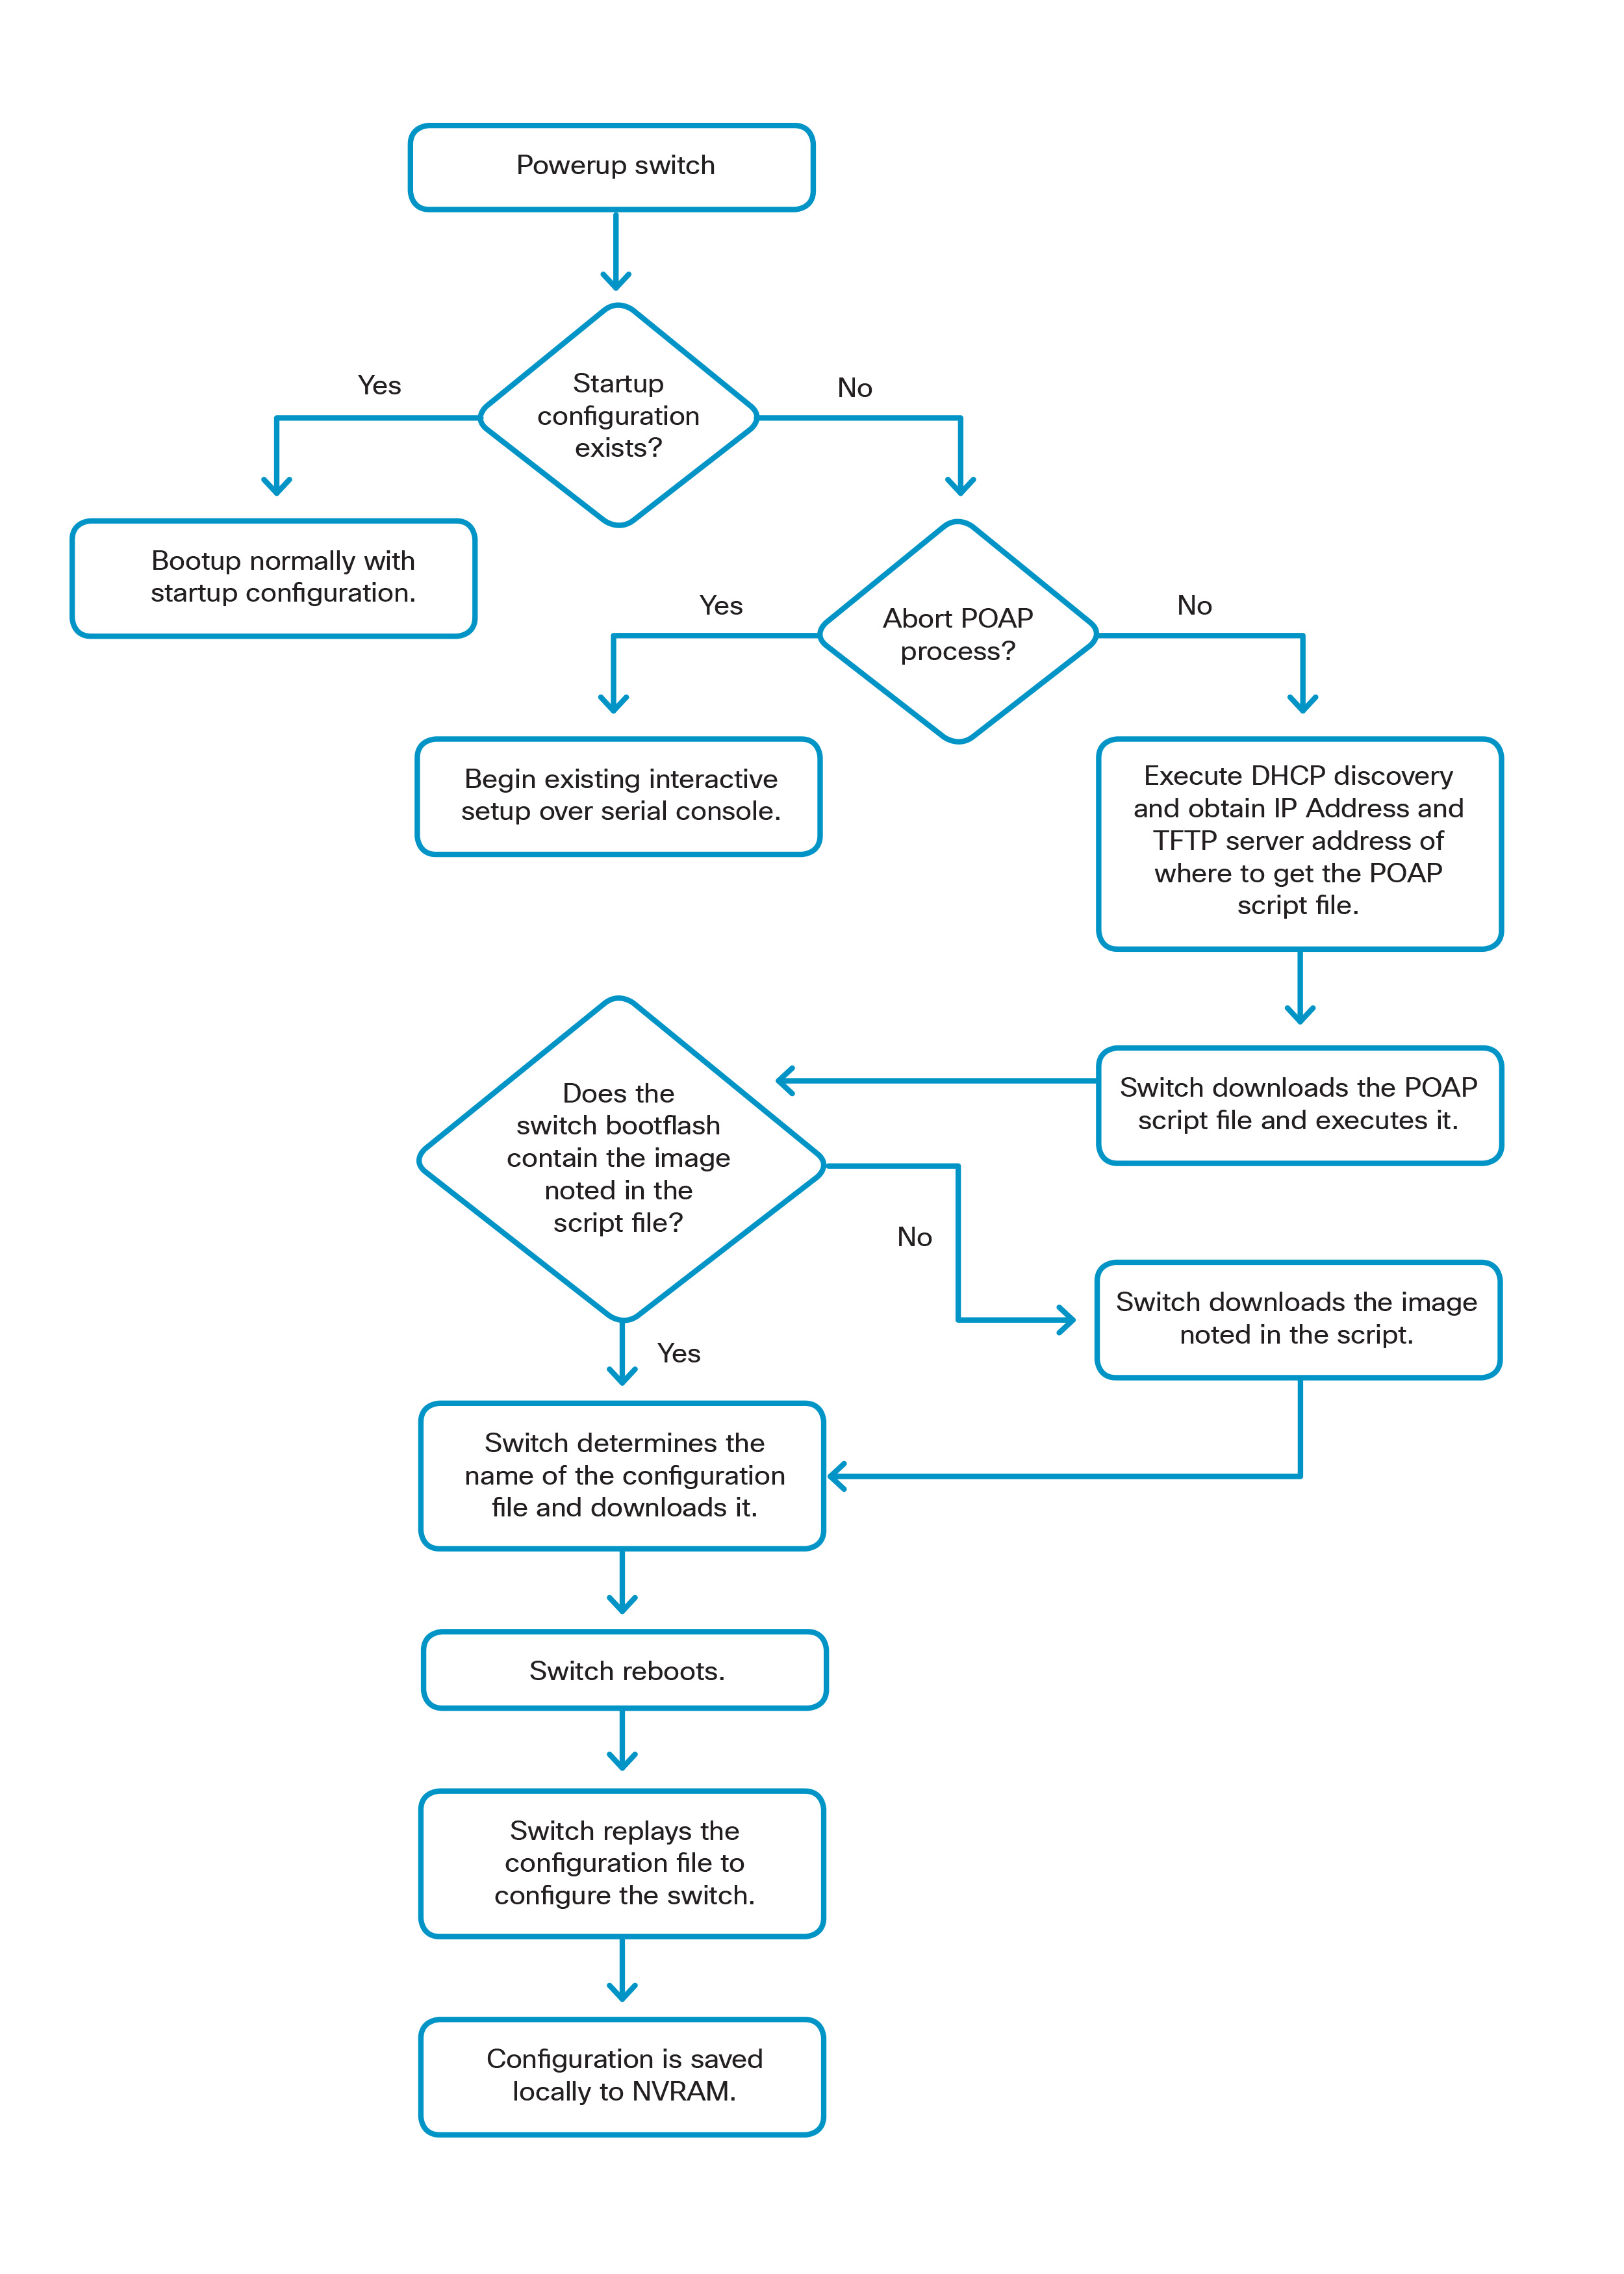 Powerup switch
Yes
No
Startup
configuration
exists?
Bootup normally with
startup configuration.
Yes
No
Abort POAP
process?
Begin existing interactive
setup over serial console.
Execute DHCP discovery
and obtain IP Address and
TFTP server address of
where to get the POAP
script file.
Switch downloads the POAP
script file and executes it.
Does the
switch bootflash
contain the image
noted in the
script file?
No
Switch downloads the image
noted in the script.
Yes
Switch determines the
name of the configuration
file and downloads it.
Switch reboots.
Switch replays the
configuration file to
configure the switch.
Configuration is saved
locally to NVRAM.